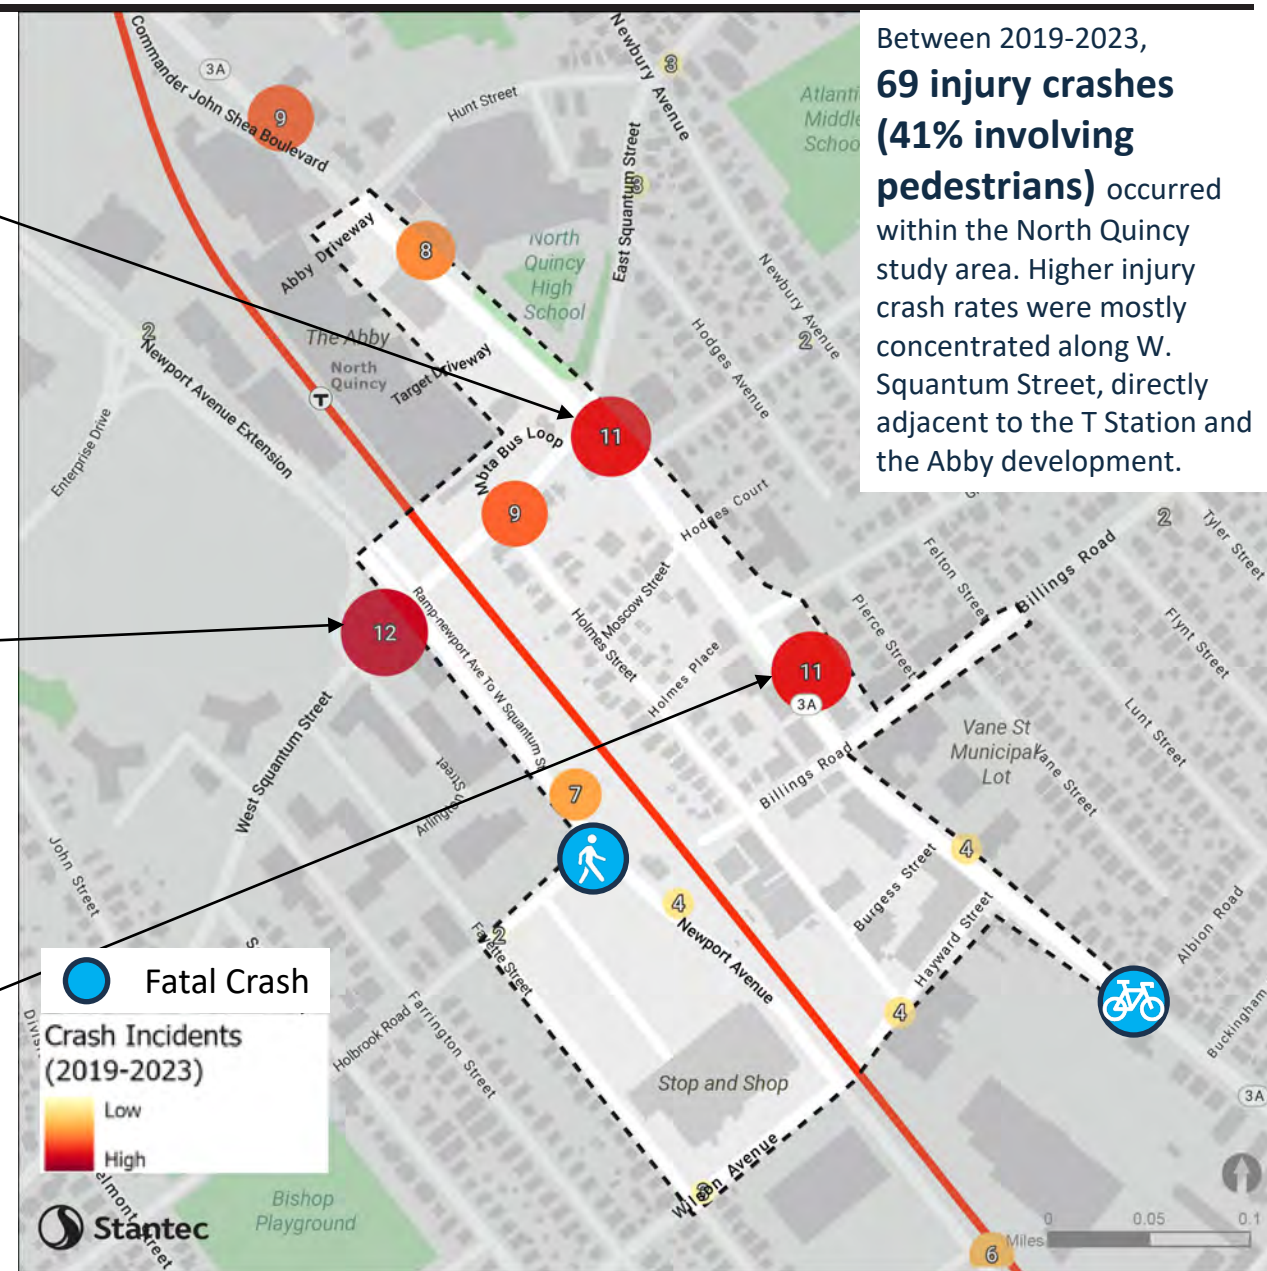 Between 2019-2023,
69 injury crashes
(41% involving
pedestrians) occurred
within the North Quincy
study area. Higher injury
crash rates were mostly
concentrated along W.
Squantum Street, directly
adjacent to the T Station and
the Abby development.
Commander John Shea Boulevard
3A
9
Hunt Street
Newbury Avenue
3
Middle
East Squantum Street
3
Abby Driveway
8
North
Quincy
High
School
Newbury Avenue
2
Hodges Avenue
2
Newport Avenue Extension
The Abby
North
Quincy
T
Target Driveway
Enterprise Drive
11
Mbta Bus Loop
9
Hodges Court
2
Tyler Street
Felton Street
Billings Road
Ramp-newport Ave To W Squantum St
12
Holmes Street
Moscow Street
Holmes Place
Pierce Street
Flynt Street
11
3A
West Squantum Street
Arlington Street
Billings Road
Vane St
Municipal
Lot
Vane Street
Lunt Street
7
John Street
4
Burgess Street
4
Hayward Street
Albion Road
2
Fayette Street
Newport Avenue
Fatal Crash
Crash Incidents
(2019-2023)
Low
High
Holbrook Road
Farrington Street
4
Buckingham
3A
Stop and Shop
Wilson Avenue
Bishop
Playground
Stantec
0 0.05 0.1
Miles
6